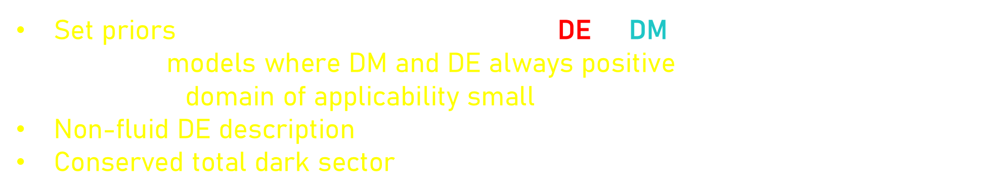 • Set priors DE DM
models where DM and DE always positive
domain of applicability small
• Non-fluid DE description
• Conserved total dark sector